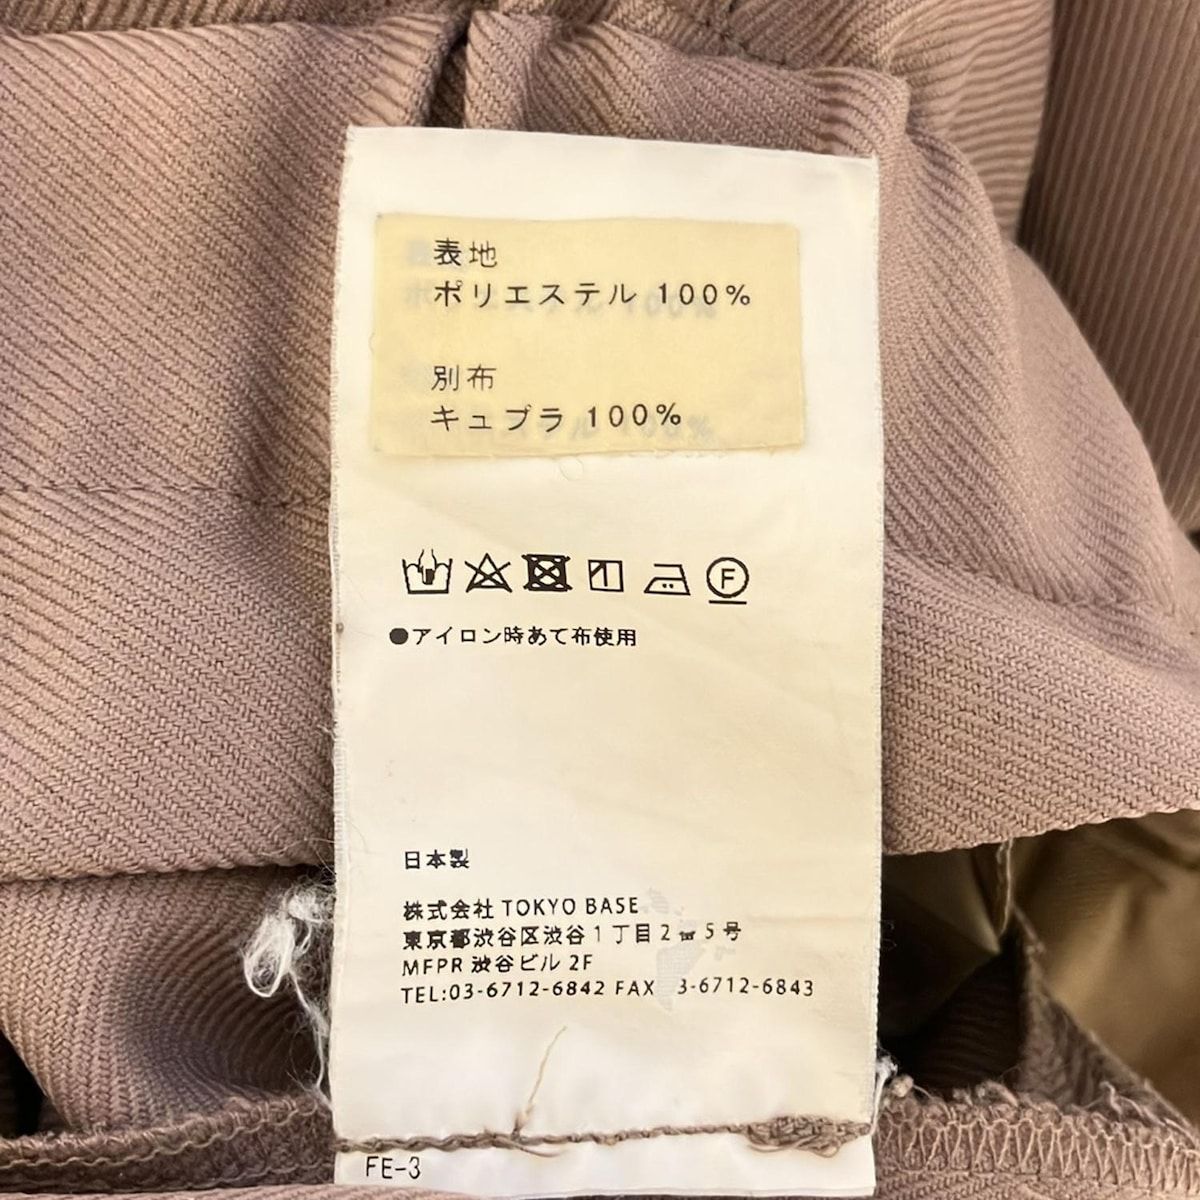 表地
ポリエステル 100%
別布
キュプラ 100%
F
●アイロン時あて布使用
日本製
株式会社 TOKYO BASE
東京都渋谷区渋谷1丁目2番5号
MFPR 渋谷ビル 2F
TEL:03-6712-6842 FAX 3-6712-6843
FE-3